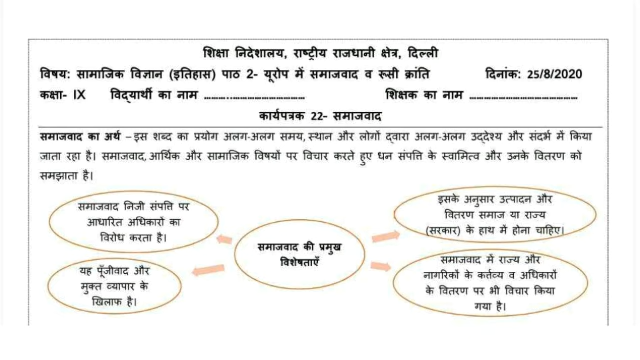 शिक्षा निदेशालय, राष्ट्रीय राजधानी क्षेत्र, दिल्ली
विषय: सामाजिक विज्ञान (इतिहास) पाठ 2- यूरोप में समाजवाद व रूसी क्रांति दिनांक: 25/8/2020
कक्षा- IX विद्यार्थी का नाम ............................ शिक्षक का नाम ..............................
कार्यपत्रक 22- समाजवाद
समाजवाद का अर्थ – इस शब्द का प्रयोग अलग-अलग समय, स्थान और लोगों द्वारा अलग-अलग उद्देश्य और संदर्भ में किया
जाता रहा है। समाजवाद, आर्थिक और सामाजिक विषयों पर विचार करते हुए धन संपत्ति के स्वामित्व और उनके वितरण को
समझाता है।
समाजवाद निजी संपत्ति पर
आधारित अधिकारों का
विरोध करता है।
इसके अनुसार उत्पादन और
वितरण समाज या राज्य
(सरकार) के हाथ में होना चाहिए।
समाजवाद की प्रमुख
विशेषताएँ
यह पूँजीवाद और
मुक्त व्यापार के
खिलाफ है।
समाजवाद में राज्य और
नागरिकों के कर्तव्य व अधिकारों
के वितरण पर भी विचार किया
गया है।